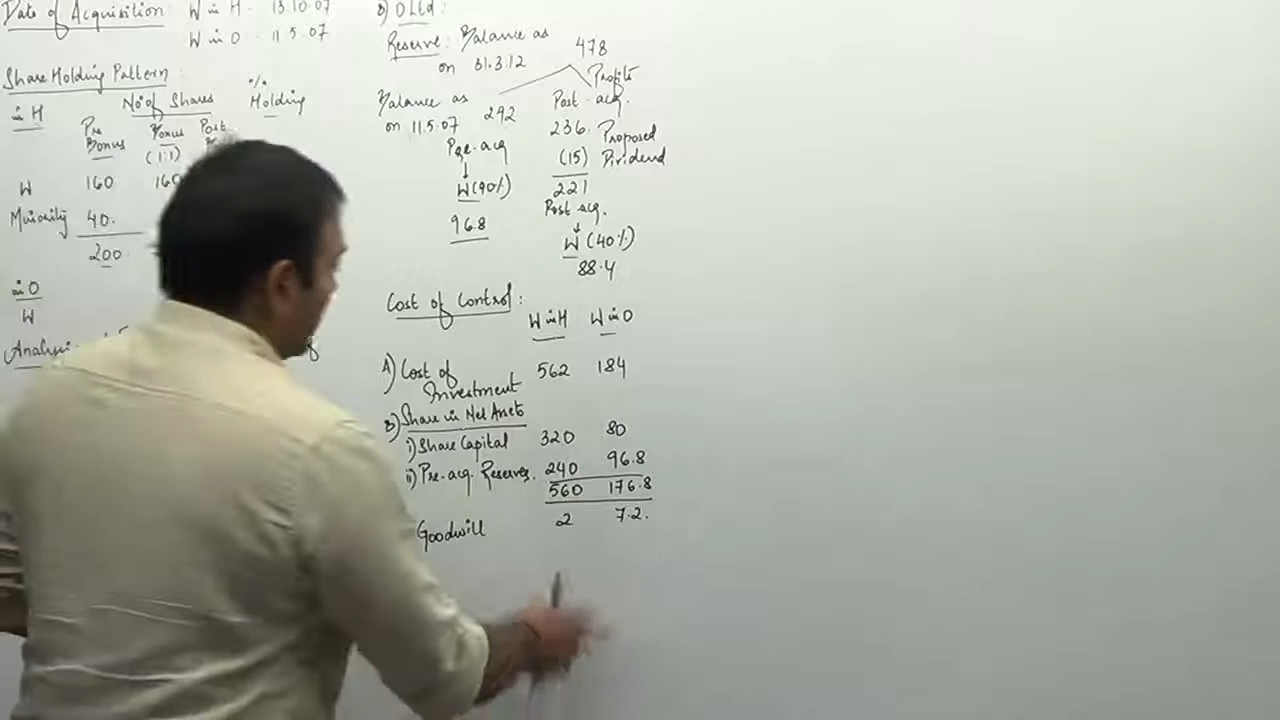 Date of Acquisition: W in H - 13.10.07
W in O - 11.5.07
Share Holding Pattern
in H
No of Shares
% Holding
Pre Bonus
Bonus (1:1)
Post
W 160 160
Minority 40.
200
in O
W
B) O Ltd:
Reserve: Balance as
on 31.3.12
478
Balance as
on 11.5.07 242
Profits
Post-acq.
Pre-acq
W (40%)
96.8
236.
(15) Proposed Dividend
221
Post acq.
W (40%)
88.4
Cost of Control:
W in H W in O
A) Cost of
Investment 562 184
B) Share in Net Assets
i) Share Capital 320 80
ii) Pre-acq. Reserves. 240 96.8
560 176.8
Goodwill 2 7.2.